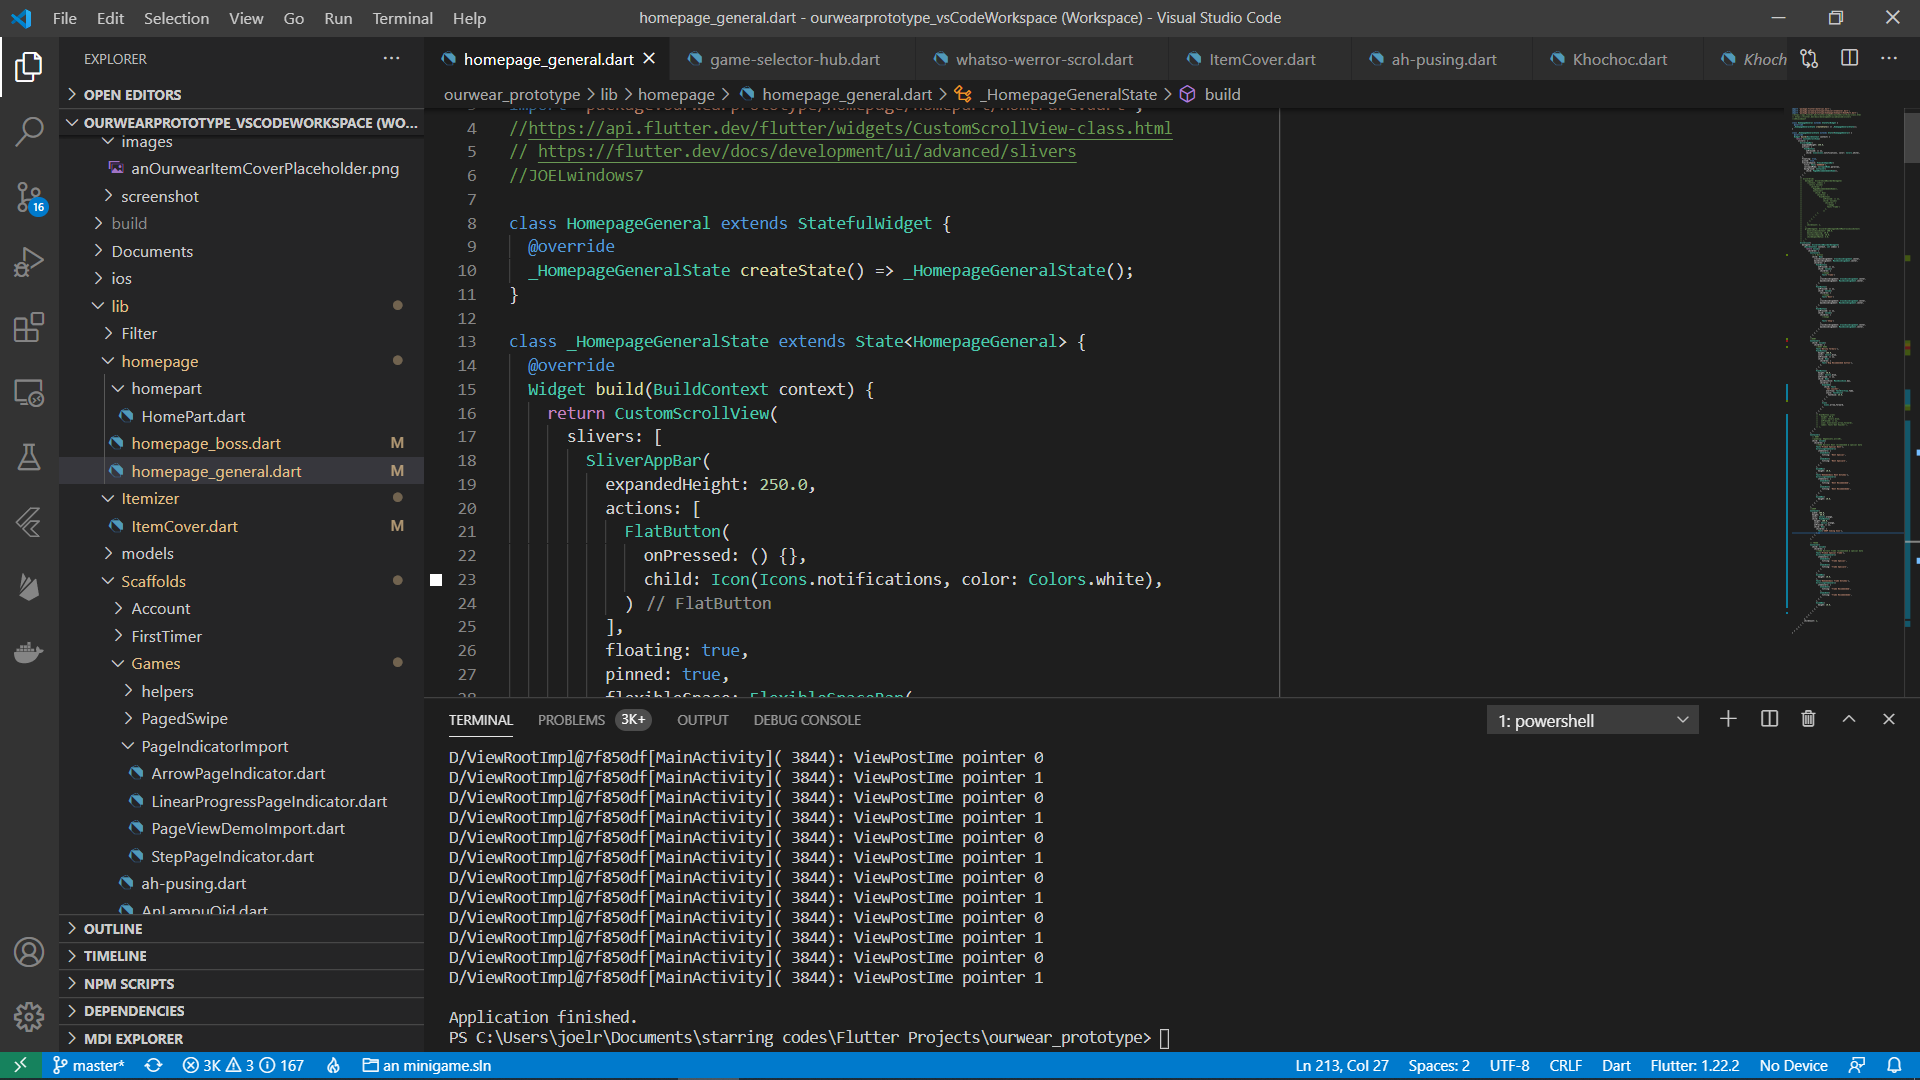 File Edit Selection View Go Run Terminal Help
homepage_general.dart - ourwearprototype_vsCodeWorkspace (Workspace) - Visual Studio Code
EXPLORER
OPEN EDITORS
OURWEARPROTOTYPE_VSCODEWORKSPACE (WO...
images
anOurwearItemCoverPlaceholder.png
screenshot
build
Documents
ios
lib
Filter
homepage
homepart
HomePart.dart
homepage_boss.dart M
homepage_general.dart M
Itemizer
ItemCover.dart M
models
Scaffolds
Account
FirstTimer
Games
helpers
PagedSwipe
PageIndicatorImport
ArrowPageIndicator.dart
LinearProgressPageIndicator.dart
PageViewDemoImport.dart
StepPageIndicator.dart
ah-pusing.dart
AnLampuOid.dart
OUTLINE
TIMELINE
NPM SCRIPTS
DEPENDENCIES
MDI EXPLORER
16
homepage_general.dart game-selector-hub.dart whatso-werror-scrol.dart ItemCover.dart ah-pusing.dart Khochoc.dart Khoch
ourwear_prototype > lib > homepage > homepage_general.dart > _HomepageGeneralState > build
4 //https://api.flutter.dev/flutter/widgets/CustomScrollView-class.html
5 // https://flutter.dev/docs/development/ui/advanced/slivers
6 //JOELwindows7
7
8 class HomepageGeneral extends StatefulWidget {
9 @override
10 _HomepageGeneralState createState() => _HomepageGeneralState();
11 }
12
13 class _HomepageGeneralState extends State<HomepageGeneral> {
14 @override
15 Widget build(BuildContext context) {
16 return CustomScrollView(
17 slivers: [
18 SliverAppBar(
19 expandedHeight: 250.0,
20 actions: [
21 FlatButton(
22 onPressed: () {},
23 child: Icon(Icons.notifications, color: Colors.white),
24 ) // FlatButton
25 ],
26 floating: true,
27 pinned: true,
28 flexibleSpace: FlexibleSpaceBar(
TERMINAL PROBLEMS 3K+ OUTPUT DEBUG CONSOLE 1: powershell
D/ViewRootImpl@7f850df[MainActivity]( 3844): ViewPostIme pointer 0
D/ViewRootImpl@7f850df[MainActivity]( 3844): ViewPostIme pointer 1
D/ViewRootImpl@7f850df[MainActivity]( 3844): ViewPostIme pointer 0
D/ViewRootImpl@7f850df[MainActivity]( 3844): ViewPostIme pointer 1
D/ViewRootImpl@7f850df[MainActivity]( 3844): ViewPostIme pointer 0
D/ViewRootImpl@7f850df[MainActivity]( 3844): ViewPostIme pointer 1
D/ViewRootImpl@7f850df[MainActivity]( 3844): ViewPostIme pointer 0
D/ViewRootImpl@7f850df[MainActivity]( 3844): ViewPostIme pointer 1
D/ViewRootImpl@7f850df[MainActivity]( 3844): ViewPostIme pointer 0
D/ViewRootImpl@7f850df[MainActivity]( 3844): ViewPostIme pointer 1
D/ViewRootImpl@7f850df[MainActivity]( 3844): ViewPostIme pointer 0
D/ViewRootImpl@7f850df[MainActivity]( 3844): ViewPostIme pointer 1
Application finished.
PS C:\Users\joelr\Documents\starring codes\Flutter Projects\ourwear_prototype>
master* 3K 3 167 an minigame.sln Ln 213, Col 27 Spaces: 2 UTF-8 CRLF Dart Flutter: 1.22.2 No Device